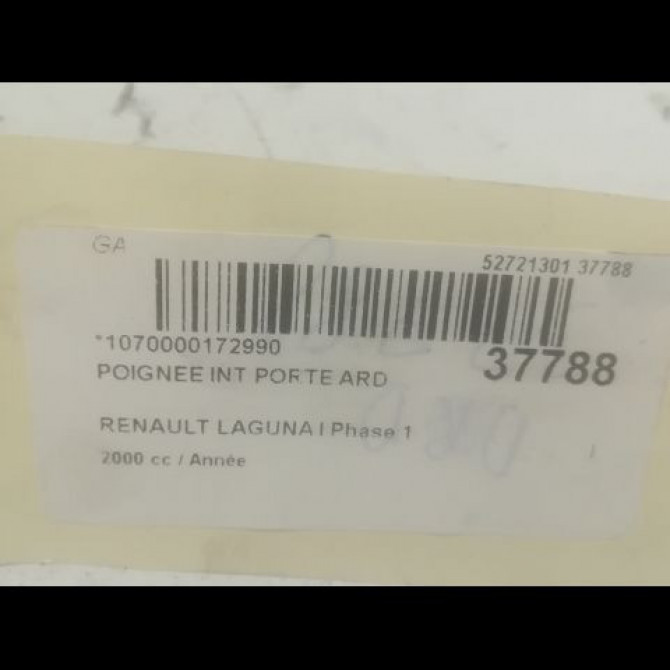 GA
52721301 37788
*1070000172990
37788
POIGNEE INT PORTE ARD
RENAULT LAGUNA I Phase 1
2000 cc / Année